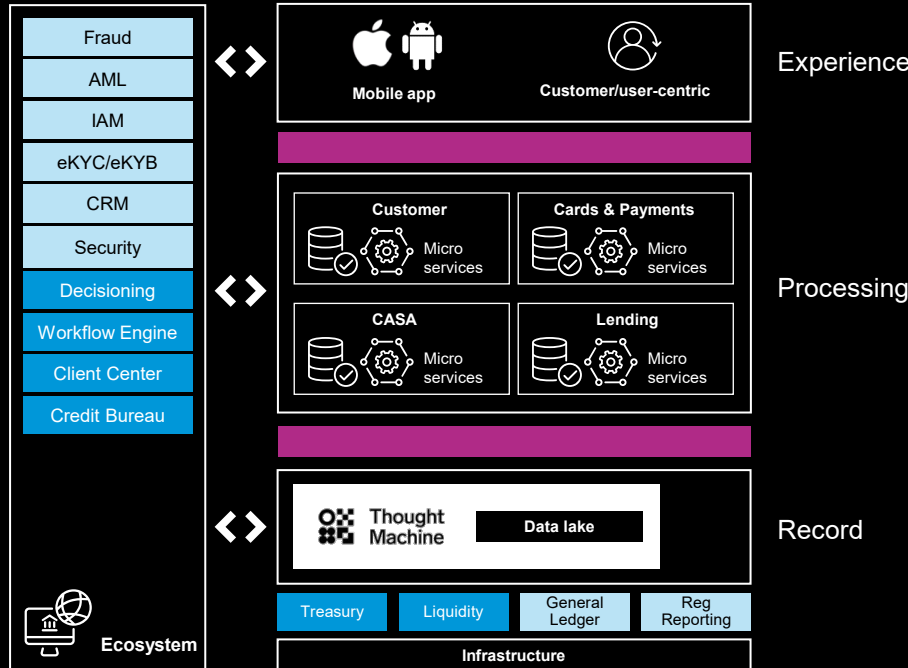 Fraud
AML
IAM
eKYC/eKYB
CRM
Security
Decisioning
Workflow Engine
Client Center
Credit Bureau
Ecosystem
Mobile app
Customer/user-centric
Experience
Customer
Micro
services
Cards & Payments
Micro
services
CASA
Micro
services
Lending
Micro
services
Processing
Thought
Machine
Data lake
Record
Treasury
Liquidity
General
Ledger
Reg
Reporting
Infrastructure